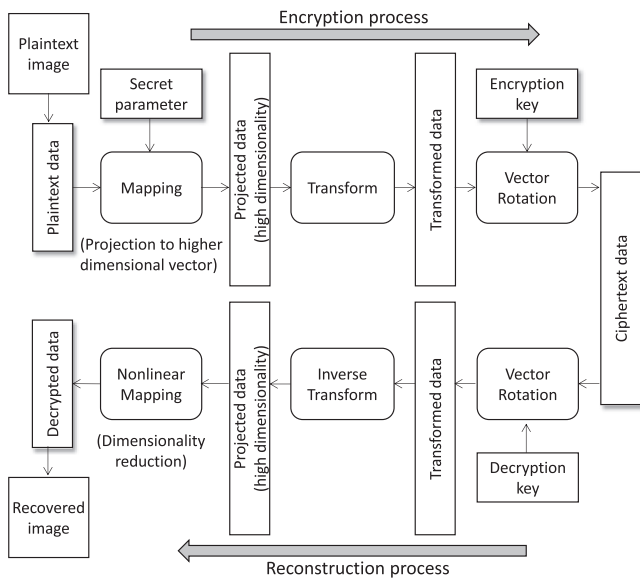 Encryption process
Plaintext
image
Secret
parameter
Encryption
key
Plaintext data
Mapping
(Projection to higher
dimensional vector)
Projected data
(high dimensionality)
Transform
Transformed data
Vector
Rotation
Ciphertext data
Decrypted data
Nonlinear
Mapping
(Dimensionality
reduction)
Projected data
(high dimensionality)
Inverse
Transform
Transformed data
Vector
Rotation
Decryption
key
Recovered
image
Reconstruction process